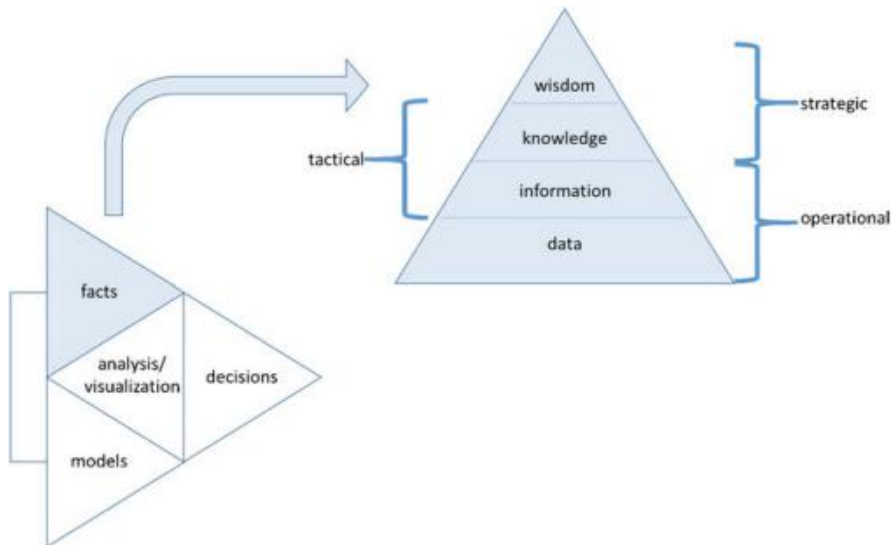 wisdom
strategic
knowledge
tactical
information
operational
data
facts
analysis/
visualization
decisions
models